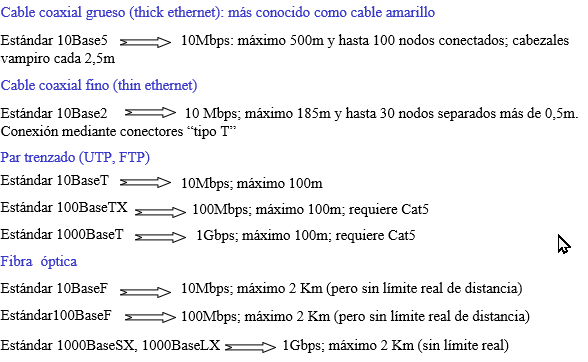 Cable coaxial grueso (thick ethernet): más conocido como cable amarillo
Estándar 10Base5 10Mbps: máximo 500m y hasta 100 nodos conectados; cabezales
vampiro cada 2,5m
Cable coaxial fino (thin ethernet)
Estándar 10Base2 10 Mbps; máximo 185m y hasta 30 nodos separados más de 0,5m.
Conexión mediante conectores “tipo T”
Par trenzado (UTP, FTP)
Estándar 10BaseT 10Mbps; máximo 100m
Estándar 100BaseTX 100Mbps; máximo 100m; requiere Cat5
Estándar 1000BaseT 1Gbps; máximo 100m; requiere Cat5
Fibra óptica
Estándar 10BaseF 10Mbps; máximo 2 Km (pero sin límite real de distancia)
Estándar100BaseF 100Mbps; máximo 2 Km (pero sin límite real de distancia)
Estándar 1000BaseSX, 1000BaseLX 1Gbps; máximo 2 Km (sin límite real)